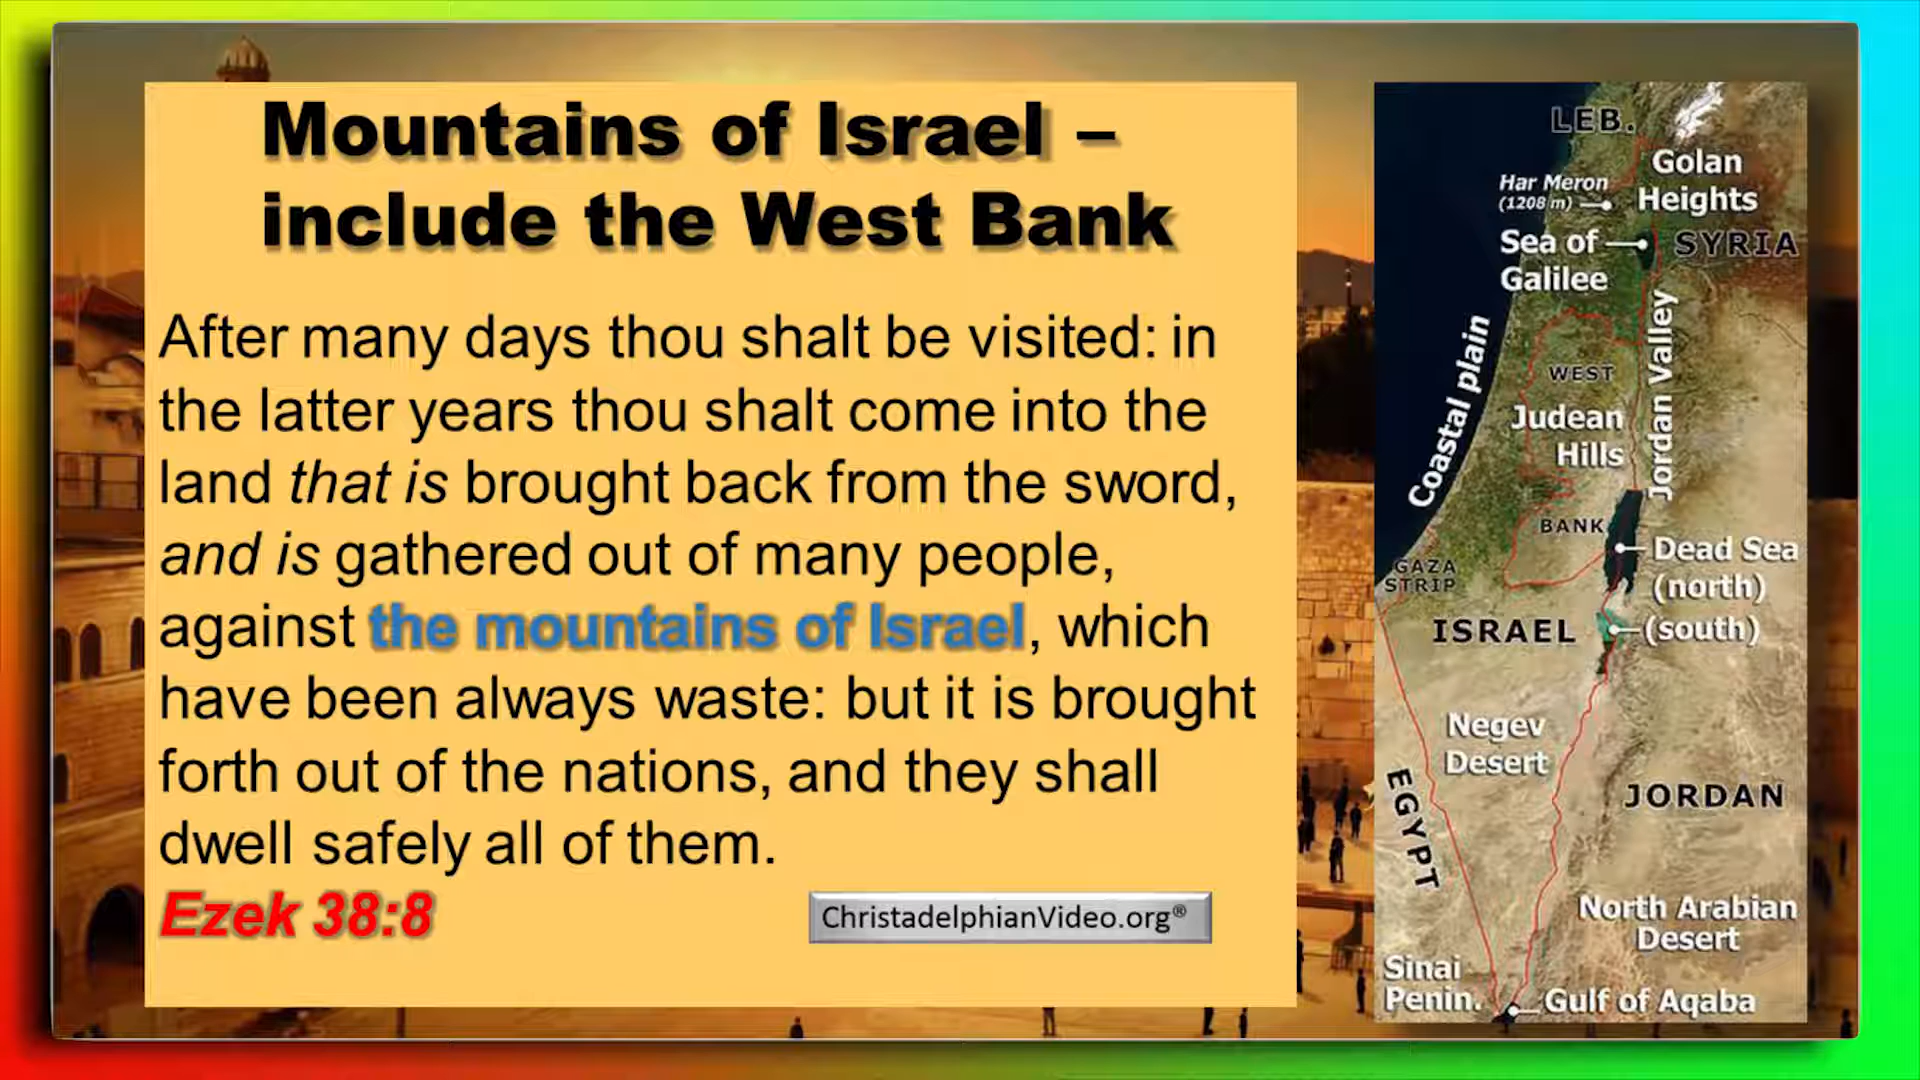 Mountains of Israel –
include the West Bank
After many days thou shalt be visited: in
the latter years thou shalt come into the
land that is brought back from the sword,
and is gathered out of many people,
against the mountains of Israel, which
have been always waste: but it is brought
forth out of the nations, and they shall
dwell safely all of them.
Ezek 38:8
ChristadelphianVideo.org®
LEB.
Golan
Heights
Har Meron
(1208 m)
Sea of
Galilee
SYRIA
Coastal plain
Jordan Valley
WEST
Judean
Hills
BANK
Dead Sea
(north)
(south)
GAZA
STRIP
ISRAEL
Negev
Desert
EGYPT
JORDAN
North Arabian
Desert
Sinai
Penin.
Gulf of Aqaba